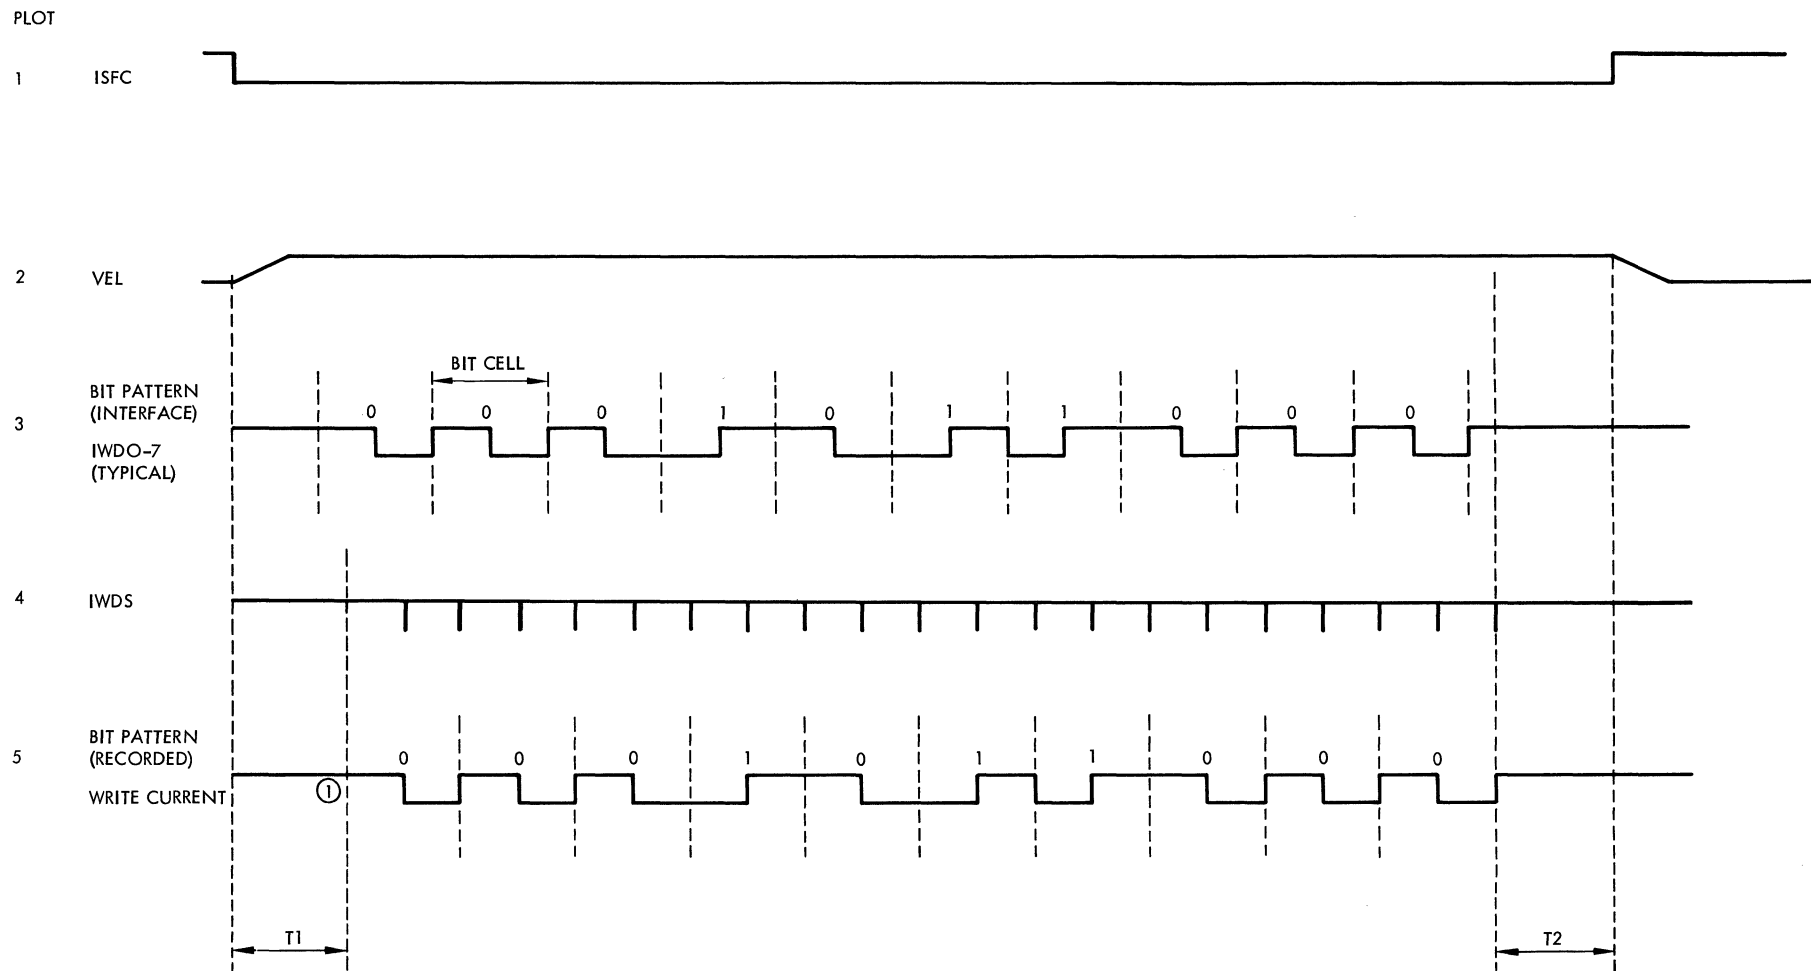 PLOT
1 ISFC
2 VEL
BIT CELL
BIT PATTERN
(INTERFACE)
0 0 0 1 0 1 1 0 0 0
3
IWDO-7
(TYPICAL)
4 IWDS
BIT PATTERN
(RECORDED)
0 0 0 1 0 1 1 0 0 0
5
WRITE CURRENT
1
T1
T2